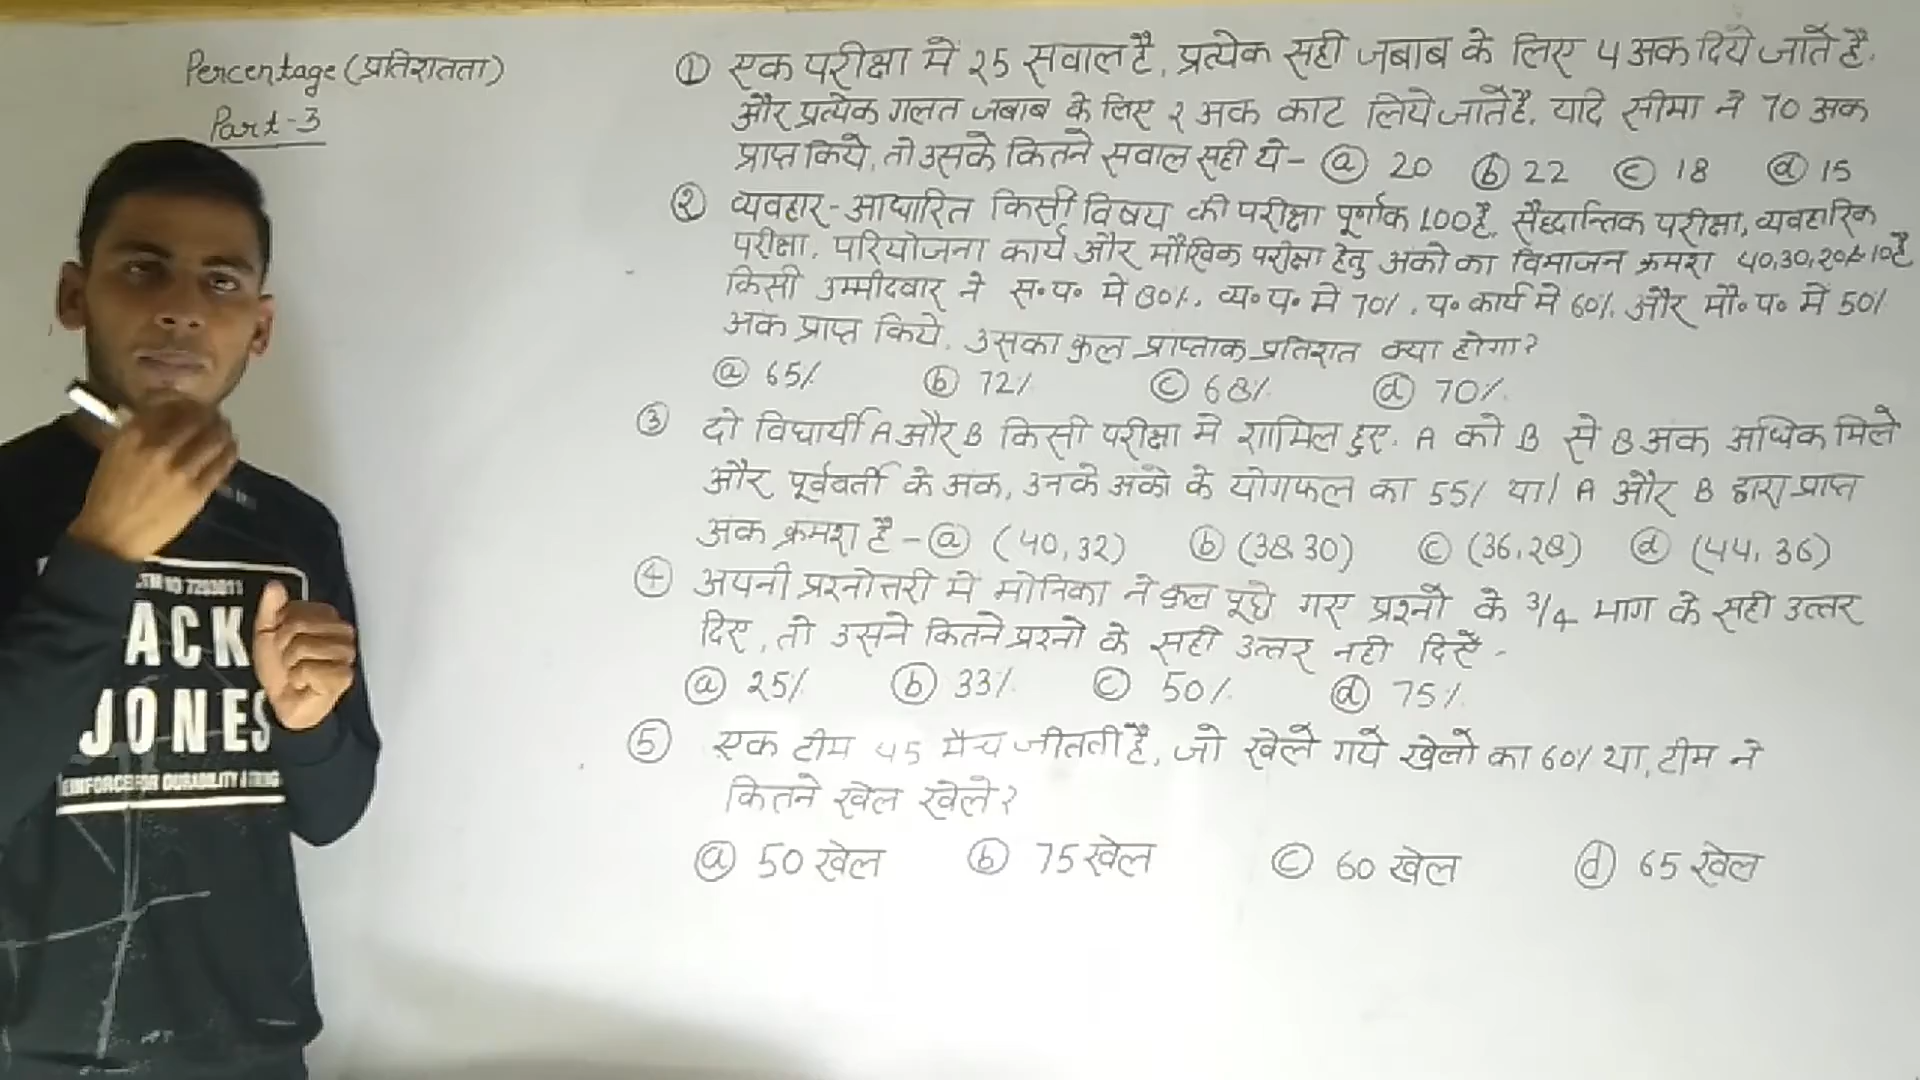 Percentage (प्रतिशतता)
Part-3
① एक परीक्षा में 25 सवाल है, प्रत्येक सही जबाब के लिए 4 अंक दिये जाते है.
और प्रत्येक गलत जबाब के लिए 2 अंक काट लिये जाते है. यदि सीमा ने 70 अंक
प्राप्त किये, तो उसके कितने सवाल सही थे - ⓐ 20 ⓑ 22 ⓒ 18 ⓓ 15
② व्यवहार-आधारित किसी विषय की परीक्षा पूर्णांक 100 है, सैद्धान्तिक परीक्षा, व्यवहारिक
परीक्षा, परियोजना कार्य और मौखिक परीक्षा हेतु अंको का विभाजन क्रमश 40,30,20 & 10 है
किसी उम्मीदवार ने स॰प॰ में 80%, व्य॰प॰ में 70%, प॰ कार्य में 60%, और मौ॰प॰ में 50%
अंक प्राप्त किये, उसका कुल प्राप्तांक प्रतिशत क्या होगा?
ⓐ 65% ⓑ 72% ⓒ 68% ⓓ 70%
③ दो विधार्थी A और B किसी परीक्षा में शामिल हुए. A को B से 8 अंक अधिक मिले
और पूर्ववर्ती के अंक, उनके अंको के योगफल का 55% था। A और B द्वारा प्राप्त
अंक क्रमश है - ⓐ (40,32) ⓑ (38,30) ⓒ (36,28) ⓓ (44,36)
④ अपनी प्रश्नोत्तरी में मोनिका ने कुल पूछे गए प्रश्नों के 3/4 भाग के सही उत्तर
दिए, तो उसने कितने प्रश्नों के सही उत्तर नहीं दिये -
ⓐ 25% ⓑ 33% ⓒ 50% ⓓ 75%
⑤ एक टीम 45 मैच जीतती है, जो खेले गये खेलों का 60% था, टीम ने
कितने खेल खेले?
ⓐ 50 खेल ⓑ 75 खेल ⓒ 60 खेल ⓓ 65 खेल
ACK
JONES